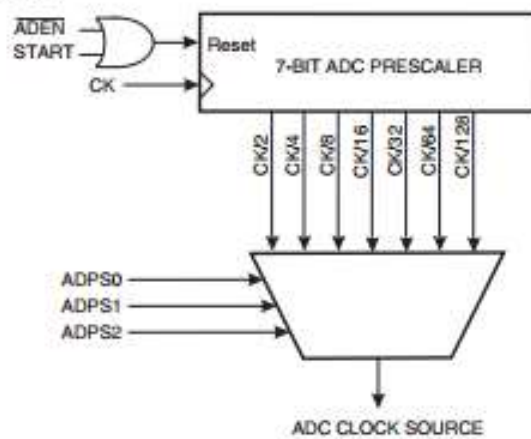 ADEN
START
Reset
7-BIT ADC PRESCALER
CK
CK/2
CK/4
CK/8
CK/16
CK/32
CK/64
CK/128
ADPS0
ADPS1
ADPS2
ADC CLOCK SOURCE